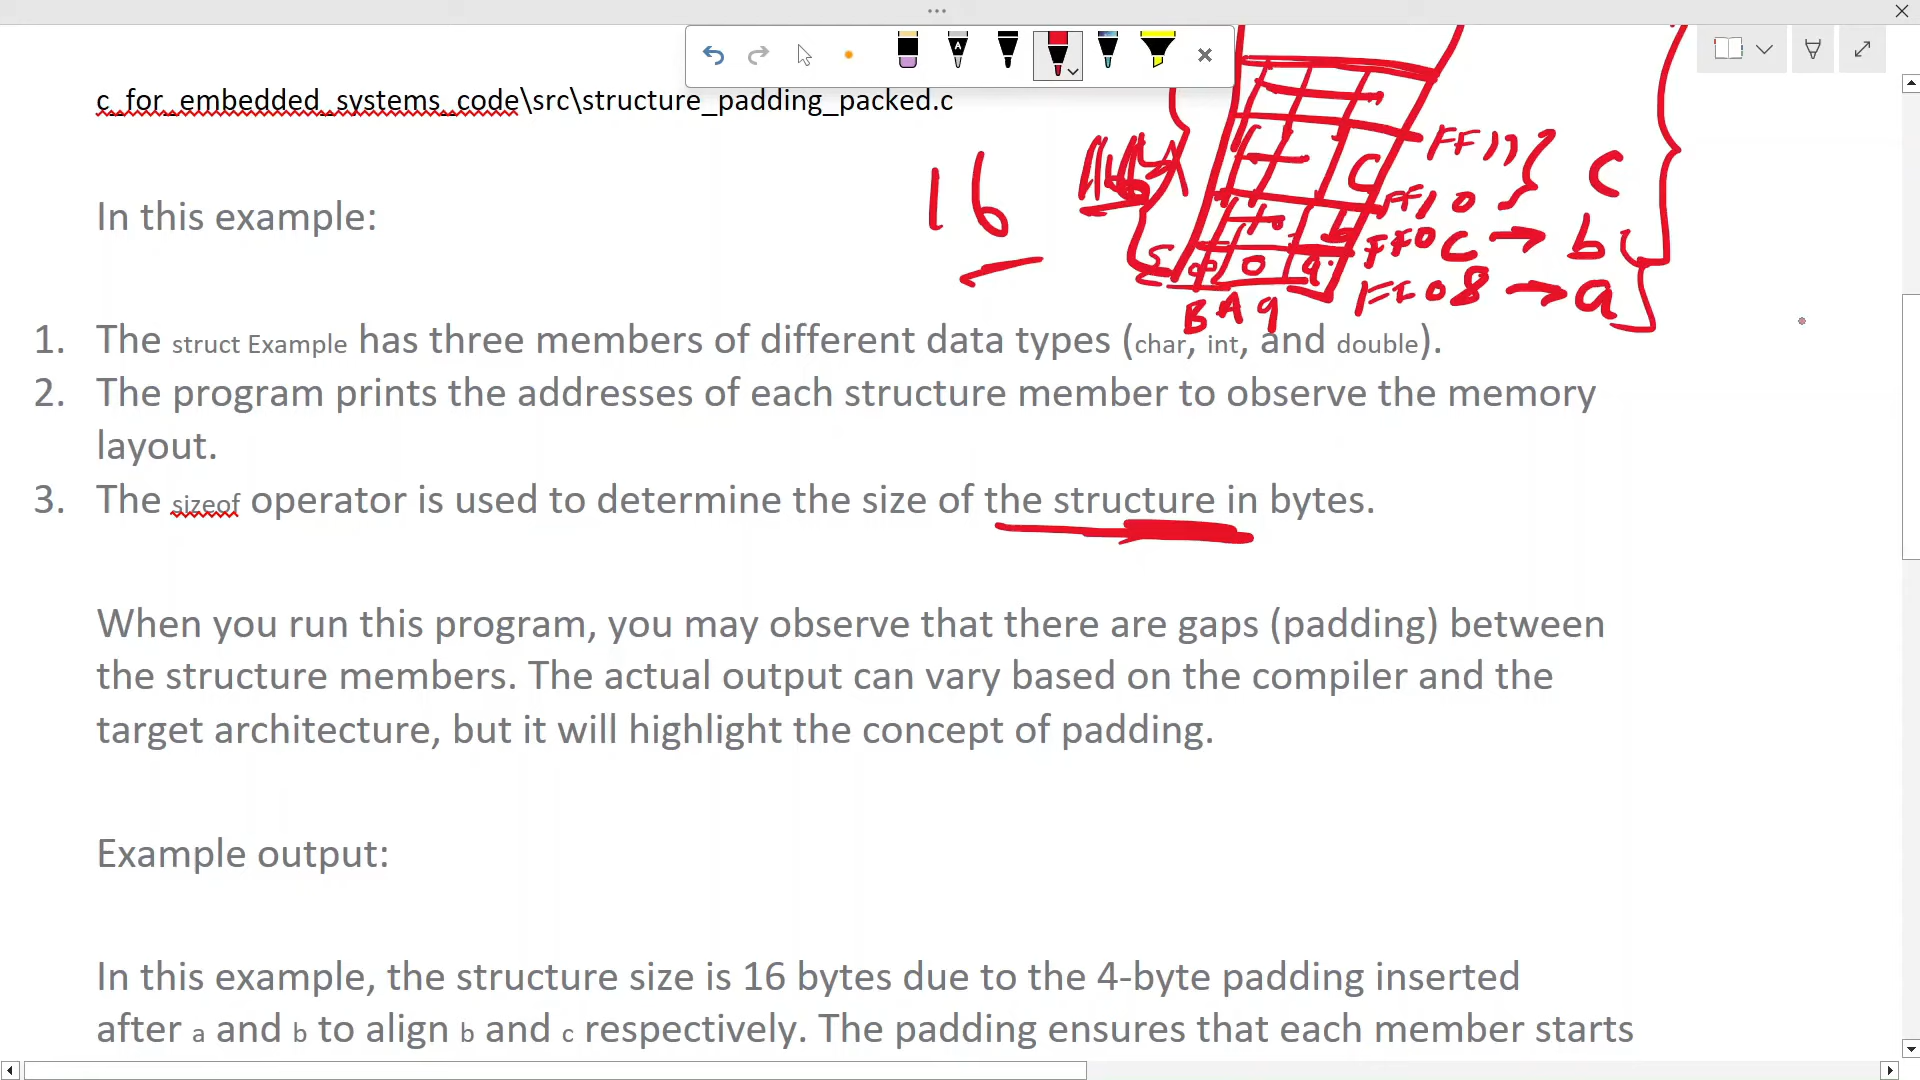 c_for_embedded_systems_code\src\structure_padding_packed.c
In this example:
16
FF11 } C
FF10
FF0C → b
FF08 → a
C
5
0 9
B A 9
1. The struct Example has three members of different data types (char, int, and double).
2. The program prints the addresses of each structure member to observe the memory
layout.
3. The sizeof operator is used to determine the size of the structure in bytes.
When you run this program, you may observe that there are gaps (padding) between
the structure members. The actual output can vary based on the compiler and the
target architecture, but it will highlight the concept of padding.
Example output:
In this example, the structure size is 16 bytes due to the 4-byte padding inserted
after a and b to align b and c respectively. The padding ensures that each member starts